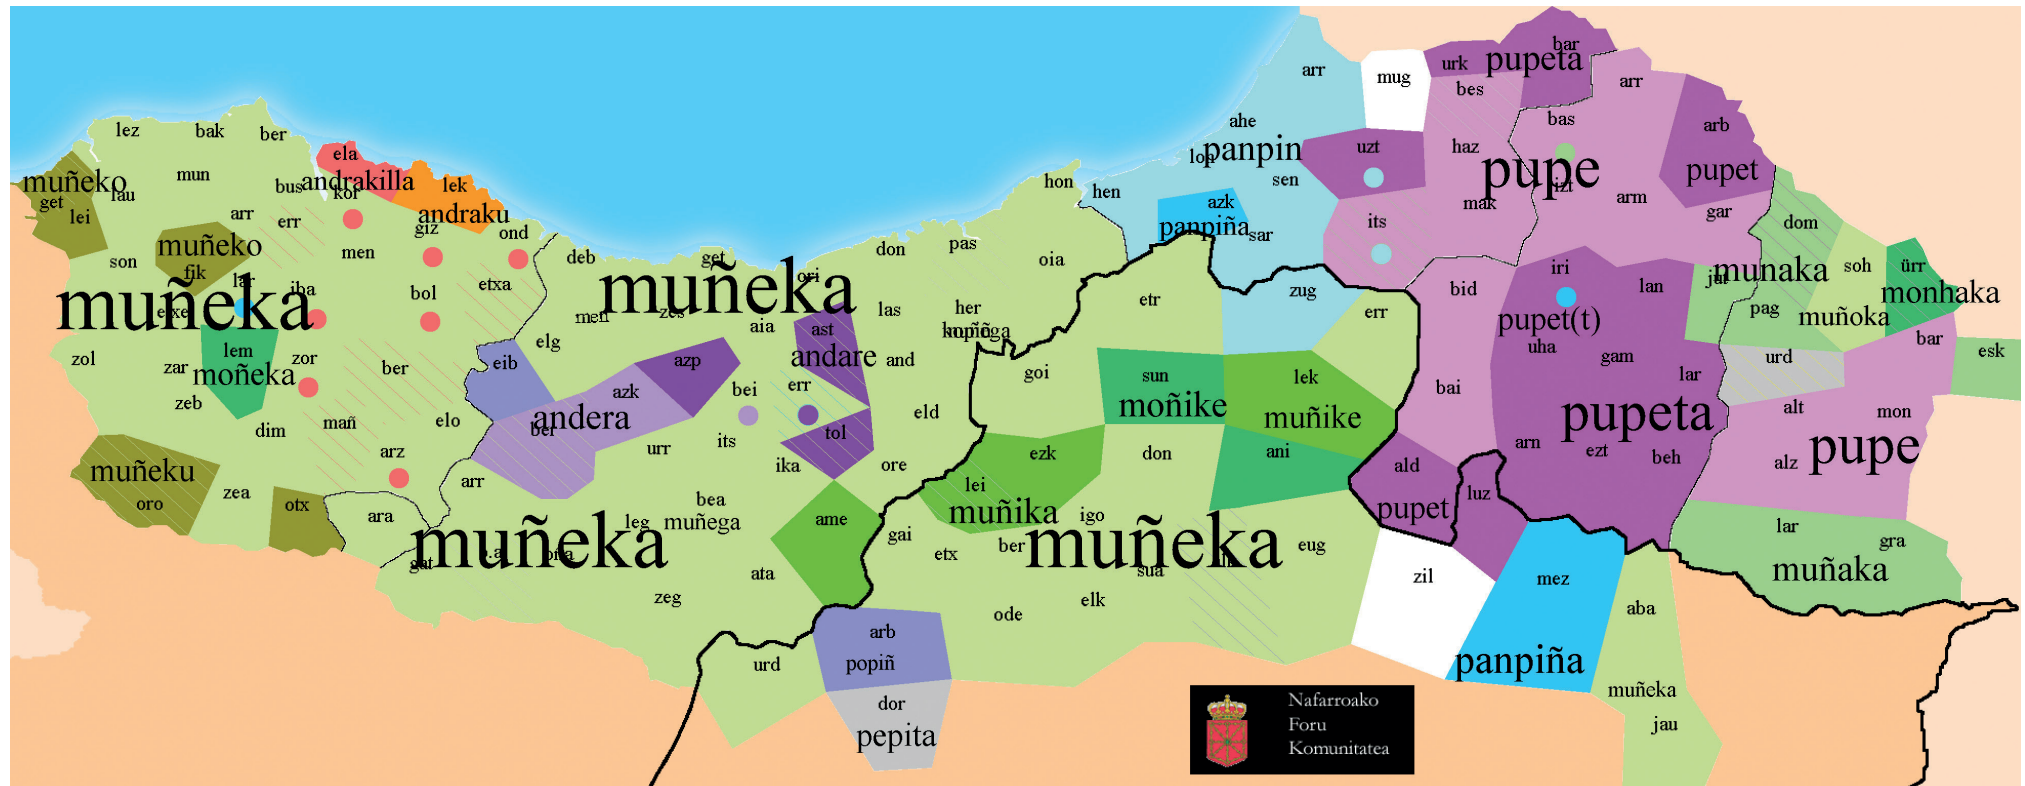 bar
urk
pupeta
arr
mug
bes
arr
lez
bak
ber
ahe
bas
arb
ela
panpin
uzt
haz
pupe
mun
andrakilla
lek
hon
hen
sen
pupet
muñeko
get
lei
lau
bus
kor
izt
arr
err
andraku
azk
mak
arm
gar
panpiña
sar
its
dom
giz
ond
muñeko
fik
men
don
pas
oia
deb
get
ori
son
lar
iba
etxe
muñeka
bol
etxa
muñeka
men
zes
aia
las
her
etr
zug
err
bid
iri
lan
munaka
jut
soh
ürr
monhaka
pag
muñoka
pupet(t)
uha
gam
lar
bar
esk
urd
elg
ast
andare
and
goi
zol
zar
lem
moñeka
zor
ber
eib
azp
azk
bei
err
sun
moñike
lek
muñike
bai
zeb
dim
mañ
elo
andera
its
tol
eld
pupeta
alt
mon
pupe
arz
urr
ika
ore
ezk
don
ani
ald
arn
ezt
beh
alz
muñeku
oro
zea
otx
ara
arr
bea
leg
muñega
ame
lei
muñika
igo
pupet
luz
lar
gra
muñeka
gat
ata
zeg
gai
etx
ber
muñeka
sua
eug
muñaka
elk
ode
zil
mez
aba
arb
popiñ
urd
panpiña
muñeka
jau
dor
pepita
Nafarroako
Foru
Komunitatea